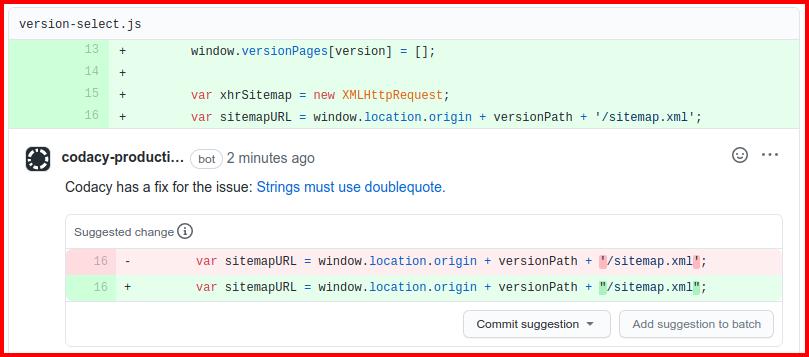 version-select.js
13 + window.versionPages[version] = [];
14 +
15 + var xhrSitemap = new XMLHttpRequest;
16 + var sitemapURL = window.location.origin + versionPath + '/sitemap.xml';
codacy-producti... bot 2 minutes ago
Codacy has a fix for the issue: Strings must use doublequote.
Suggested change
16 - var sitemapURL = window.location.origin + versionPath + '/sitemap.xml';
16 + var sitemapURL = window.location.origin + versionPath + "/sitemap.xml";
Commit suggestion Add suggestion to batch